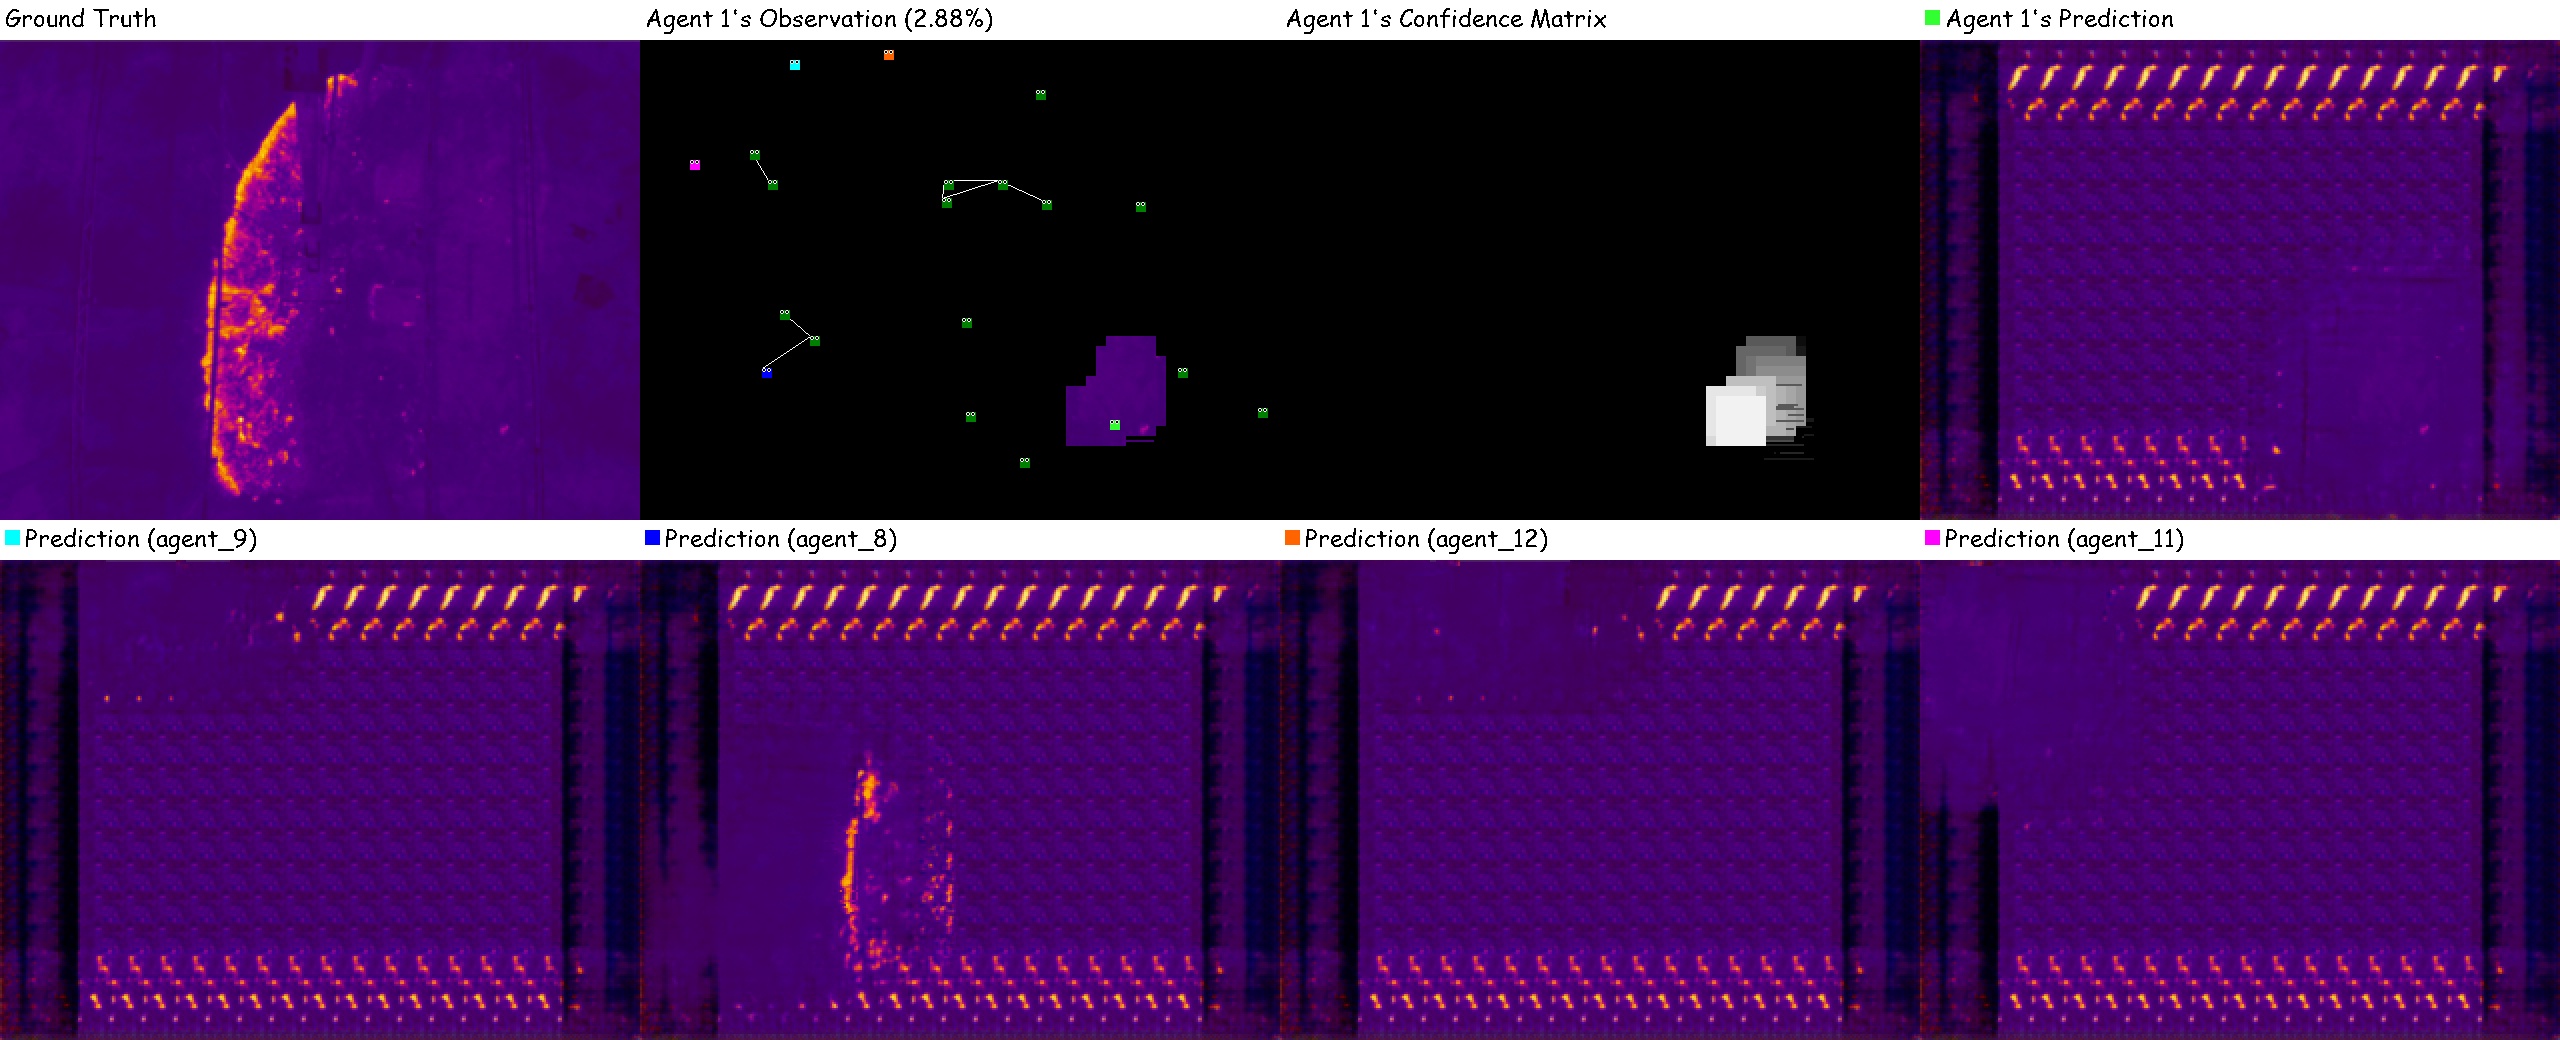 Ground Truth
Agent 1's Observation (2.88%)
Agent 1's Confidence Matrix
Agent 1's Prediction
Prediction (agent_9)
Prediction (agent_8)
Prediction (agent_12)
Prediction (agent_11)